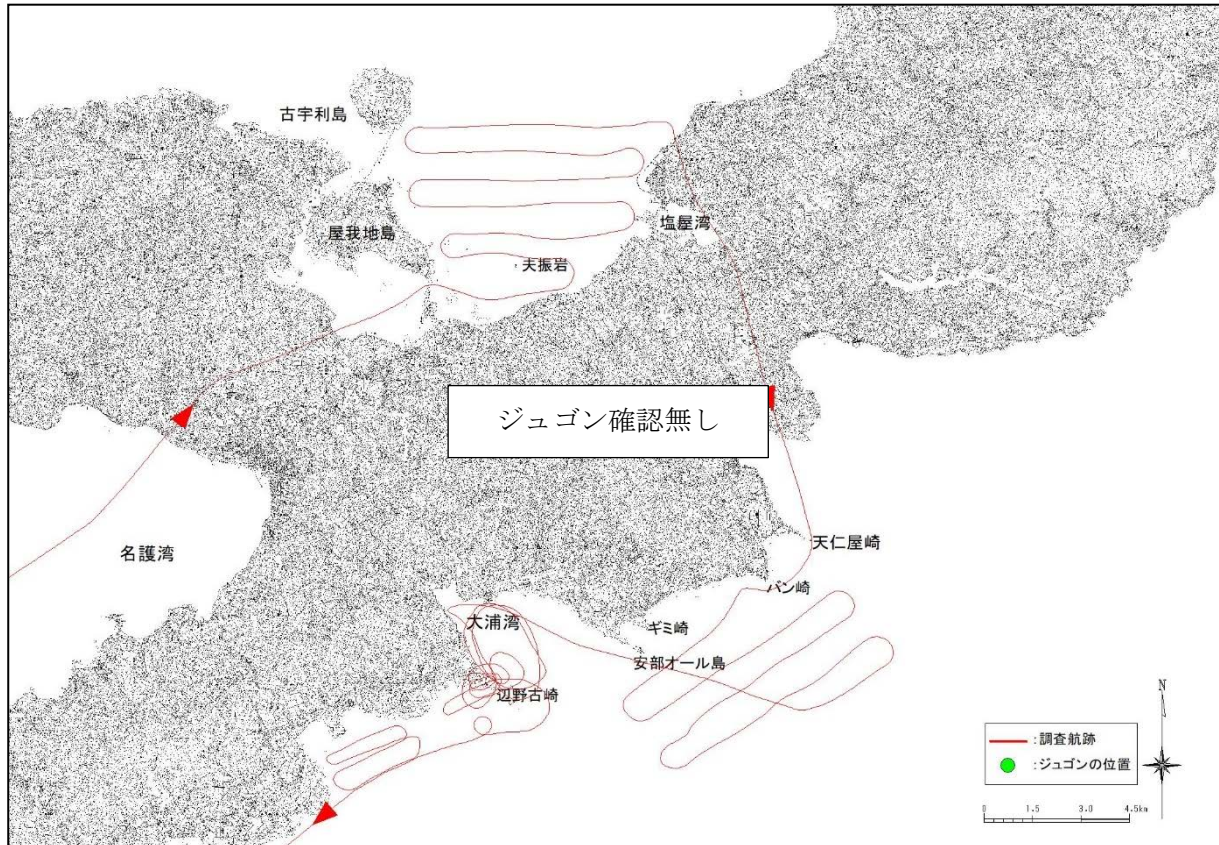 古宇利島
屋我地島
塩屋湾
夫振岩
ジュゴン確認無し
名護湾
天仁屋崎
バン崎
大浦湾
ギミ崎
安部オール島
辺野古崎
N
:調査航跡
:ジュゴンの位置
0 1.5 3.0 4.5km